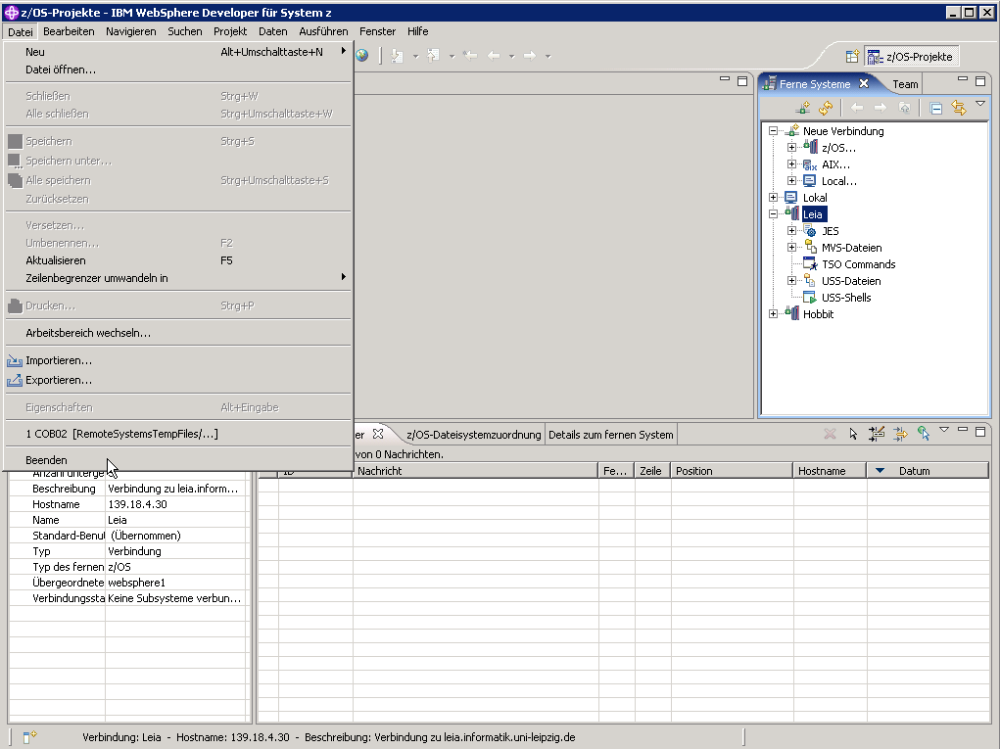 z/OS-Projekte - IBM WebSphere Developer für System z
Datei Bearbeiten Navigieren Suchen Projekt Daten Ausführen Fenster Hilfe
z/OS-Projekte
Neu Alt+Umschalttaste+N
Datei öffnen...
Schließen Strg+W
Alle schließen Strg+Umschalttaste+W
Speichern Strg+S
Speichern unter...
Alle speichern Strg+Umschalttaste+S
Zurücksetzen
Versetzen...
Umbenennen... F2
Aktualisieren F5
Zeilenbegrenzer umwandeln in
Drucken... Strg+P
Arbeitsbereich wechseln...
Importieren...
Exportieren...
Eigenschaften Alt+Eingabe
1 COB02 [RemoteSystemsTempFiles/...]
Beenden
Ferne Systeme Team
Neue Verbindung
z/OS...
AIX...
Local...
Lokal
Leia
JES
MVS-Dateien
TSO Commands
USS-Dateien
USS-Shells
Hobbit
Anzahl unterge
Beschreibung Verbindung zu leia.inform...
Hostname 139.18.4.30
Name Leia
Standard-Benut (Übernommen)
Typ Verbindung
Typ des fernen z/OS
Übergeordnete websphere1
Verbindungssta Keine Subsysteme verbun...
er z/OS-Dateisystemzuordnung Details zum fernen System
von 0 Nachrichten.
ID Nachricht Fe... Zeile Position Hostname Datum
Verbindung: Leia - Hostname: 139.18.4.30 - Beschreibung: Verbindung zu leia.informatik.uni-leipzig.de